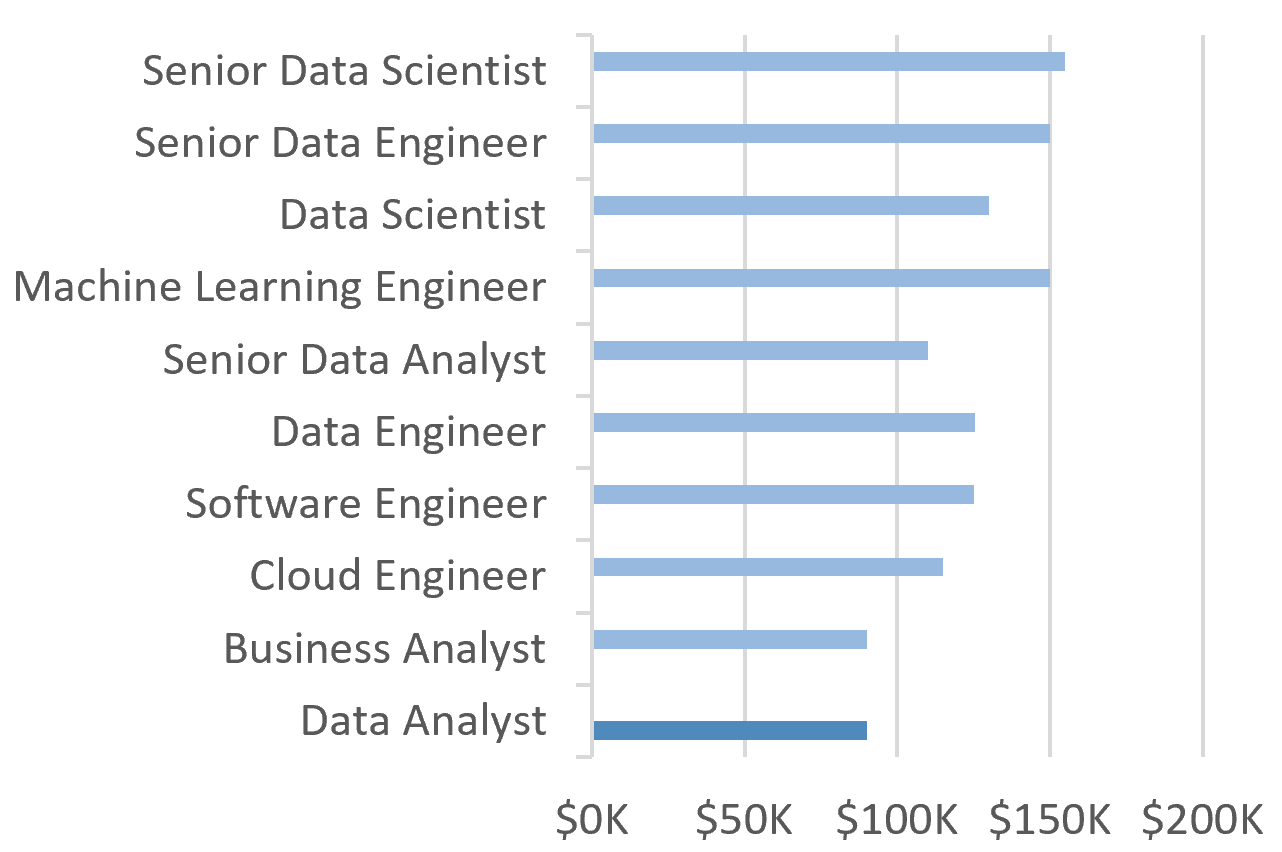 Senior Data Scientist
Senior Data Engineer
Data Scientist
Machine Learning Engineer
Senior Data Analyst
Data Engineer
Software Engineer
Cloud Engineer
Business Analyst
Data Analyst
$0K $50K $100K $150K $200K